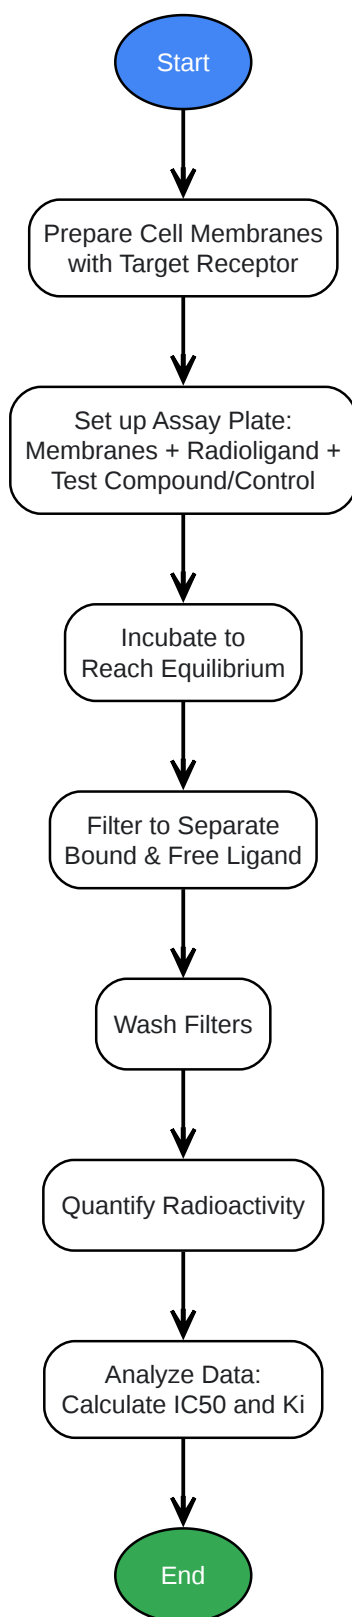 Start
Prepare Cell Membranes
with Target Receptor
Set up Assay Plate:
Membranes + Radioligand +
Test Compound/Control
Incubate to
Reach Equilibrium
Filter to Separate
Bound & Free Ligand
Wash Filters
Quantify Radioactivity
Analyze Data:
Calculate IC50 and Ki
End